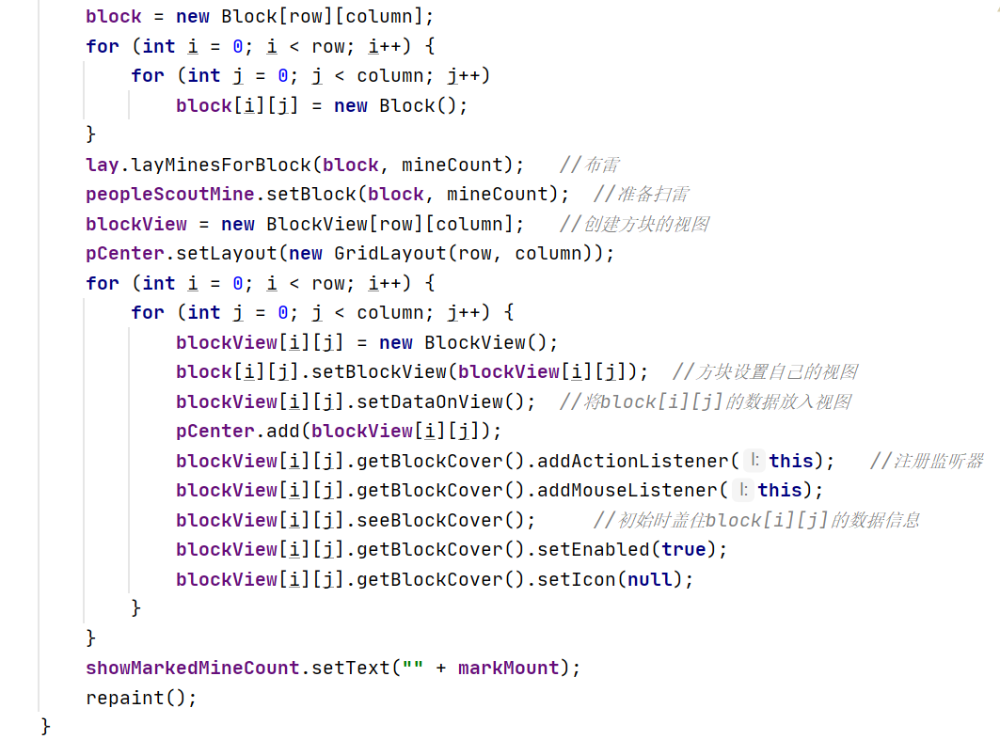 block = new Block[row][column];
for (int i = 0; i < row; i++) {
for (int j = 0; j < column; j++)
block[i][j] = new Block();
}
lay.layMinesForBlock(block, mineCount);   //布雷
peopleScoutMine.setBlock(block, mineCount);  //准备扫雷
blockView = new BlockView[row][column];   //创建方块的视图
pCenter.setLayout(new GridLayout(row, column));
for (int i = 0; i < row; i++) {
for (int j = 0; j < column; j++) {
blockView[i][j] = new BlockView();
block[i][j].setBlockView(blockView[i][j]);  //方块设置自己的视图
blockView[i][j].setDataOnView();  //将block[i][j]的数据放入视图
pCenter.add(blockView[i][j]);
blockView[i][j].getBlockCover().addActionListener( l: this);   //注册监听器
blockView[i][j].getBlockCover().addMouseListener( l: this);
blockView[i][j].seeBlockCover();     //初始时盖住block[i][j]的数据信息
blockView[i][j].getBlockCover().setEnabled(true);
blockView[i][j].getBlockCover().setIcon(null);
}
}
showMarkedMineCount.setText("" + markMount);
repaint();
}